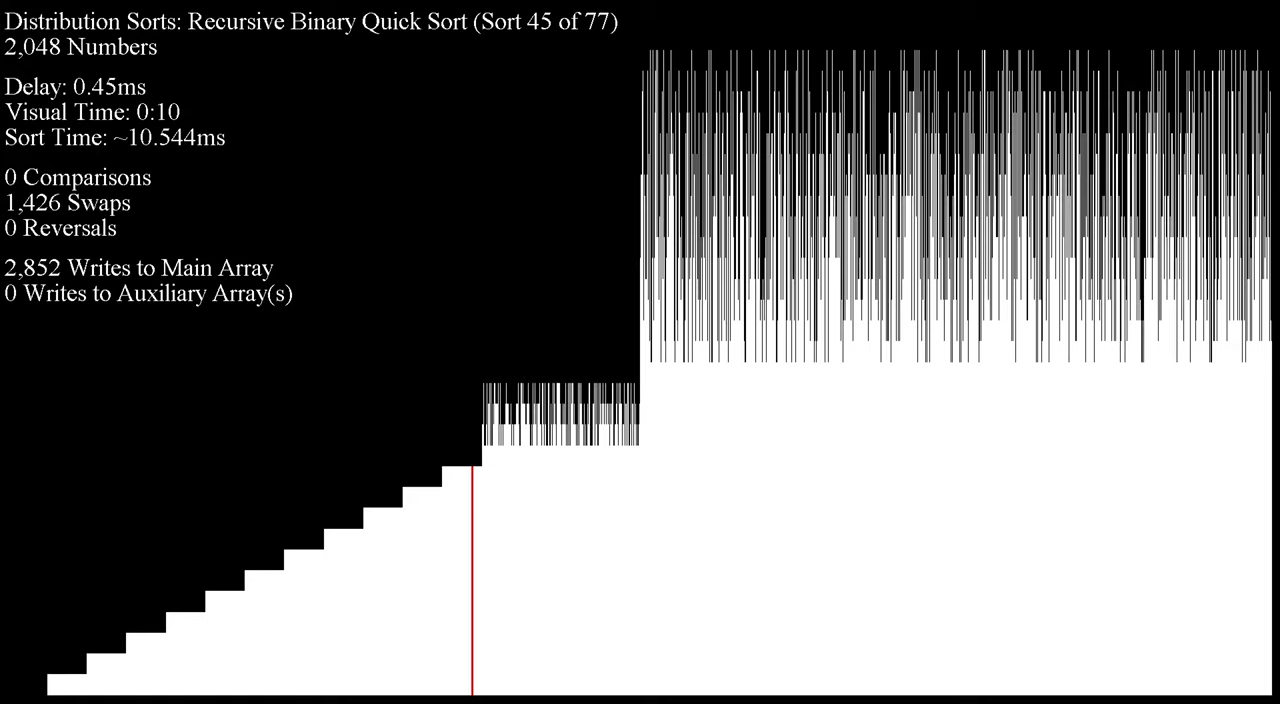 Distribution Sorts: Recursive Binary Quick Sort (Sort 45 of 77)
2,048 Numbers
Delay: 0.45ms
Visual Time: 0:10
Sort Time: ~10.544ms
0 Comparisons
1,426 Swaps
0 Reversals
2,852 Writes to Main Array
0 Writes to Auxiliary Array(s)